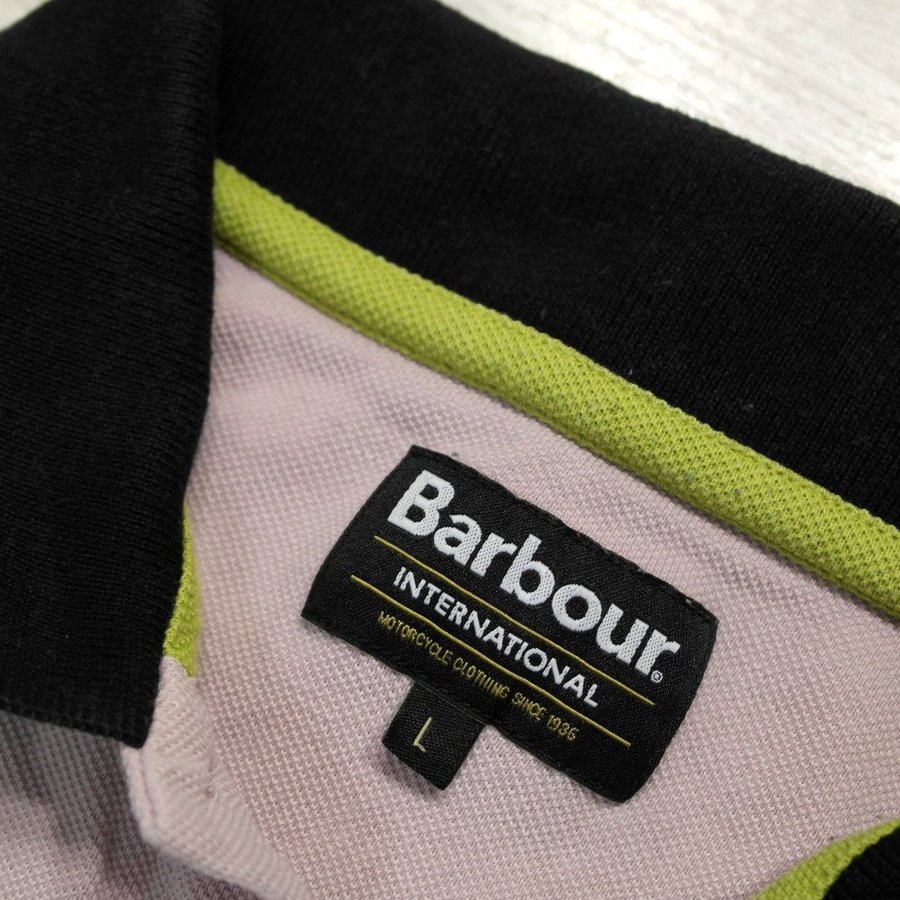 Barbour®
INTERNATIONAL
MOTORCYCLE CLOTHING SINCE 1936
L